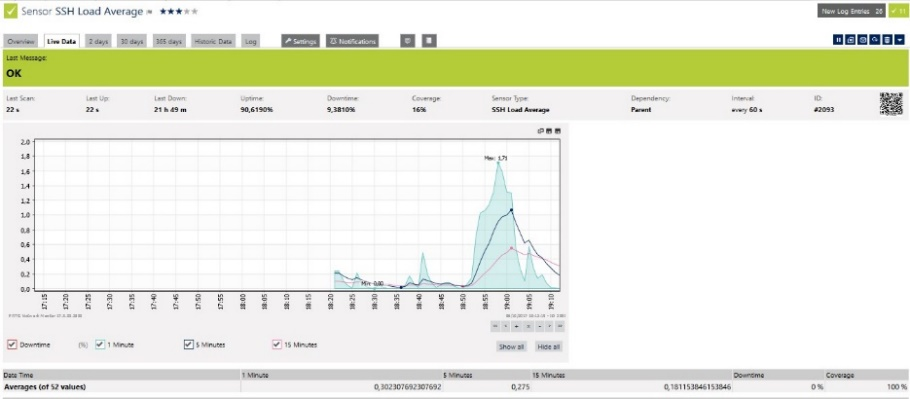 Sensor SSH Load Average
New Log Entries 26 11
Overview Live Data 2 days 30 days 365 days Historic Data Log Settings Notifications
Last Message:
OK
Last Scan: Last Up: Last Down: Uptime: Downtime: Coverage: Sensor Type: Dependency: Interval: ID:
22 s 22 s 21 h 49 m 90,6190% 9,3810% 16% SSH Load Average Parent every 60 s #2093
2,0
1,8
Max: 1,71
1,6
1,4
1,2
1,0
0,8
0,6
0,4
0,2
Min: 0,00
0,0
17:15 17:20 17:25 17:30 17:35 17:40 17:45 17:50 17:55 18:00 18:05 18:10 18:15 18:20 18:25 18:30 18:35 18:40 18:45 18:50 18:55 19:00 19:05 19:10
Downtime (%) 1 Minute 5 Minutes 15 Minutes Show all Hide all
Date Time 1 Minute 5 Minutes 15 Minutes Downtime Coverage
Averages (of 52 values) 0,302307692307692 0,275 0,181153846153846 0 % 100 %